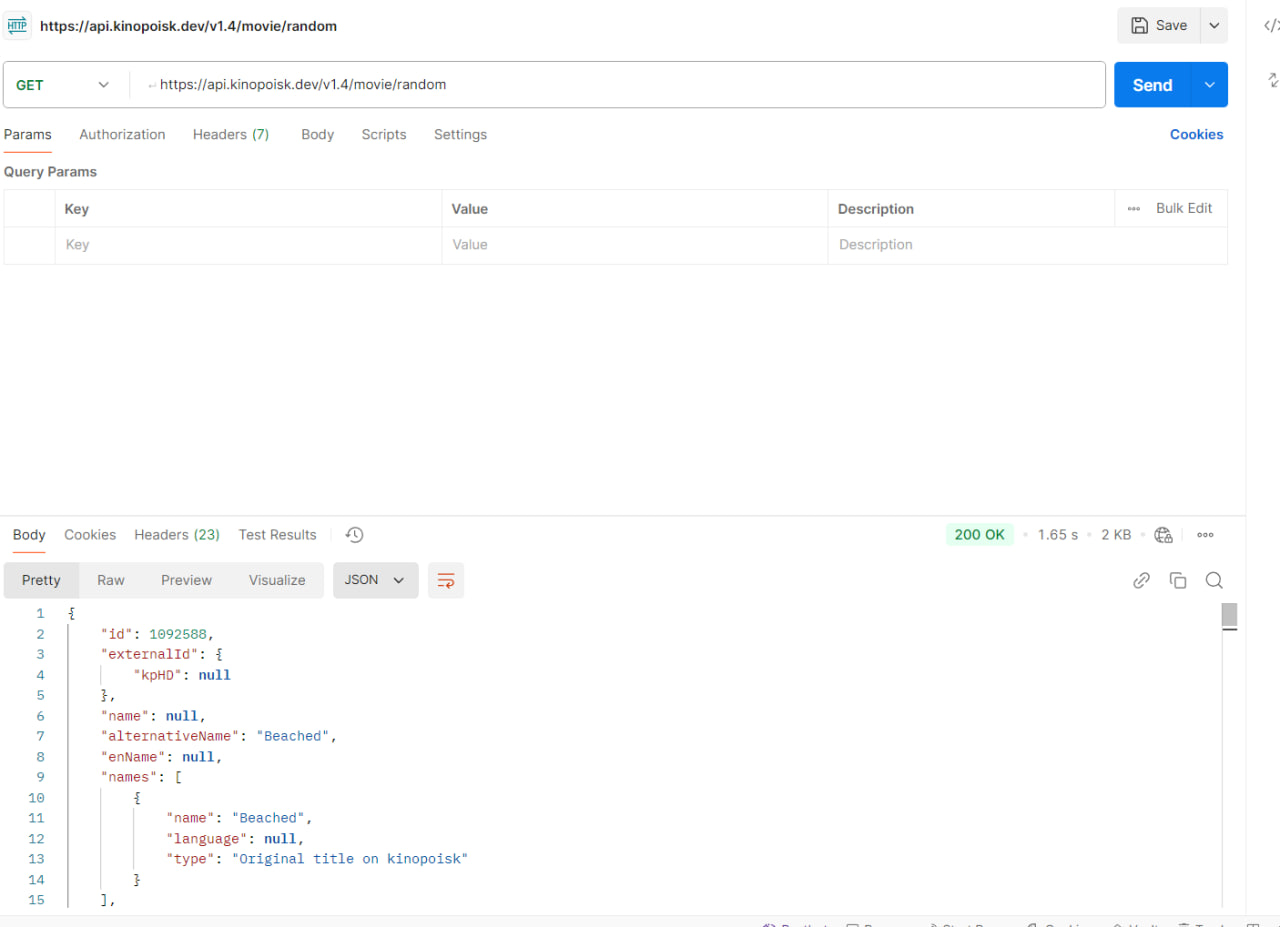 HTTP https://api.kinopoisk.dev/v1.4/movie/random Save
GET https://api.kinopoisk.dev/v1.4/movie/random Send
Params Authorization Headers (7) Body Scripts Settings Cookies
Query Params
Key Value Description Bulk Edit
Key Value Description
Body Cookies Headers (23) Test Results 200 OK 1.65 s 2 KB
Pretty Raw Preview Visualize JSON
1 {
2 "id": 1092588,
3 "externalId": {
4 "kpHD": null
5 },
6 "name": null,
7 "alternativeName": "Beached",
8 "enName": null,
9 "names": [
10 {
11 "name": "Beached",
12 "language": null,
13 "type": "Original title on kinopoisk"
14 }
15 ],